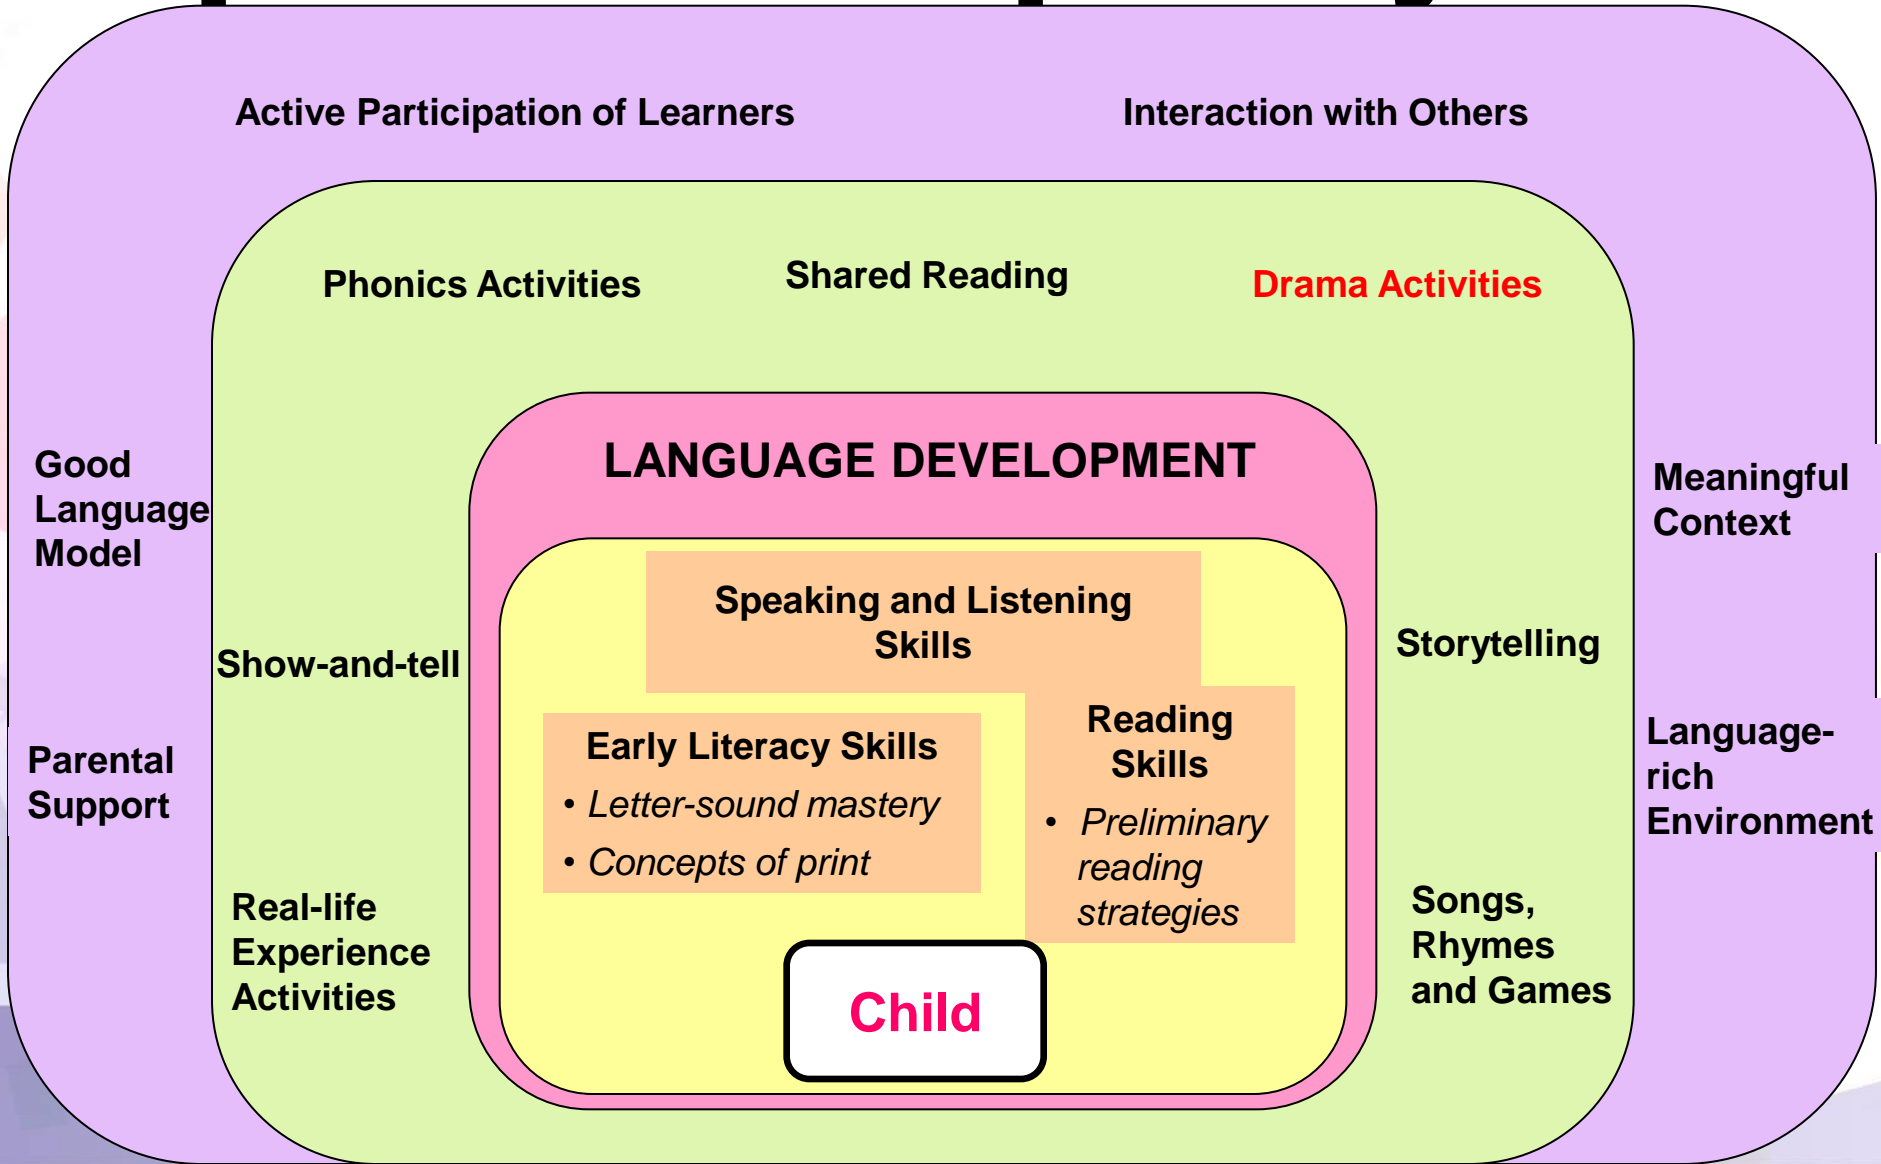 Active Participation of Learners
Interaction with Others
Phonics Activities
Shared Reading
Drama Activities
LANGUAGE DEVELOPMENT
Good
Language
Model
Meaningful
Context
Speaking and Listening
Skills
Show-and-tell
Storytelling
Early Literacy Skills
• Letter-sound mastery
• Concepts of print
Reading
Skills
• Preliminary
reading
strategies
Parental
Support
Language-
rich
Environment
Real-life
Experience
Activities
Songs,
Rhymes
and Games
Child